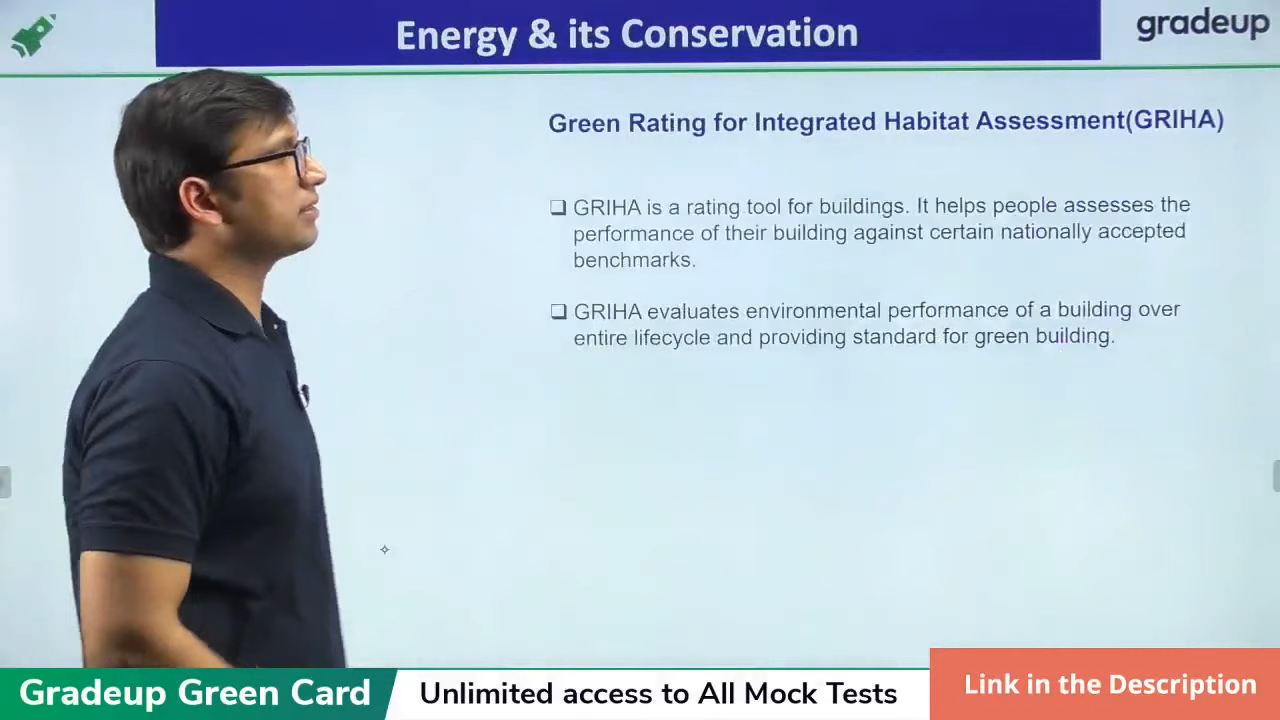 Energy & its Conservation
gradeup
Green Rating for Integrated Habitat Assessment(GRIHA)
❑ GRIHA is a rating tool for buildings. It helps people assesses the
performance of their building against certain nationally accepted
benchmarks.
❑ GRIHA evaluates environmental performance of a building over
entire lifecycle and providing standard for green building.
Gradeup Green Card
Unlimited access to All Mock Tests
Link in the Description